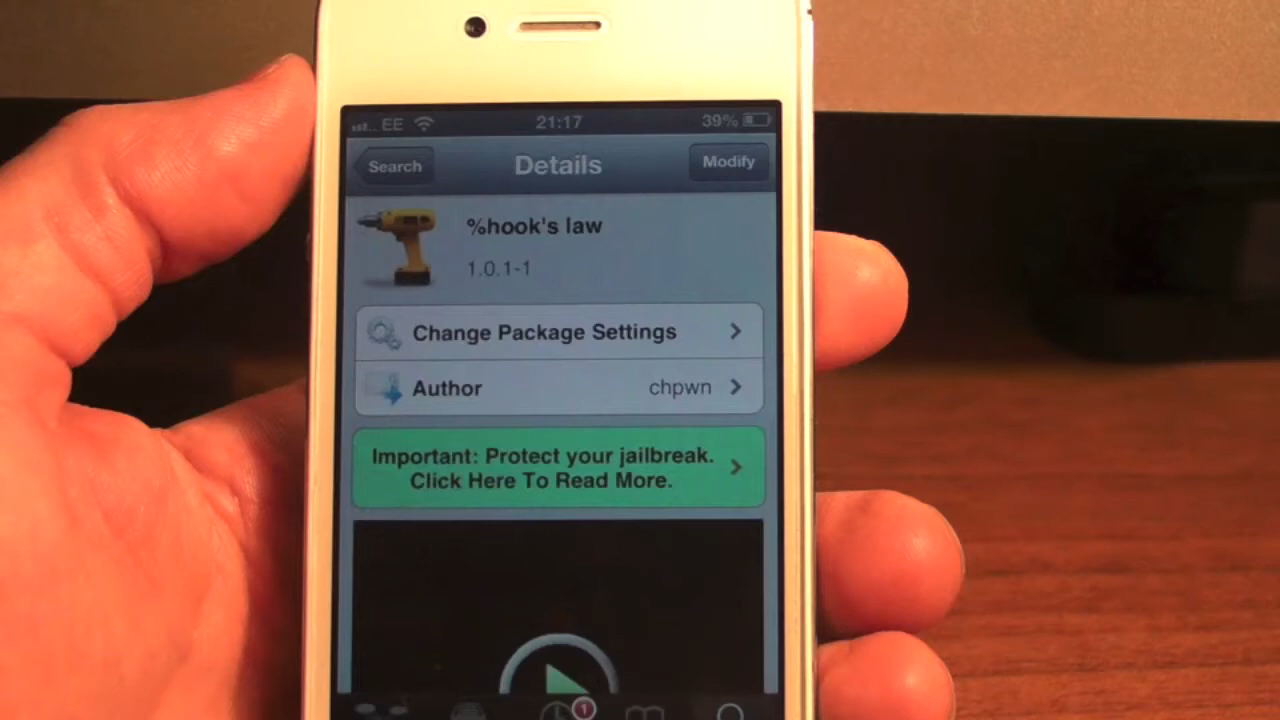 EE 21:17 39%
Search Details Modify
%hook's law
1.0.1-1
Change Package Settings
Author chpwn
Important: Protect your jailbreak.
Click Here To Read More.
1